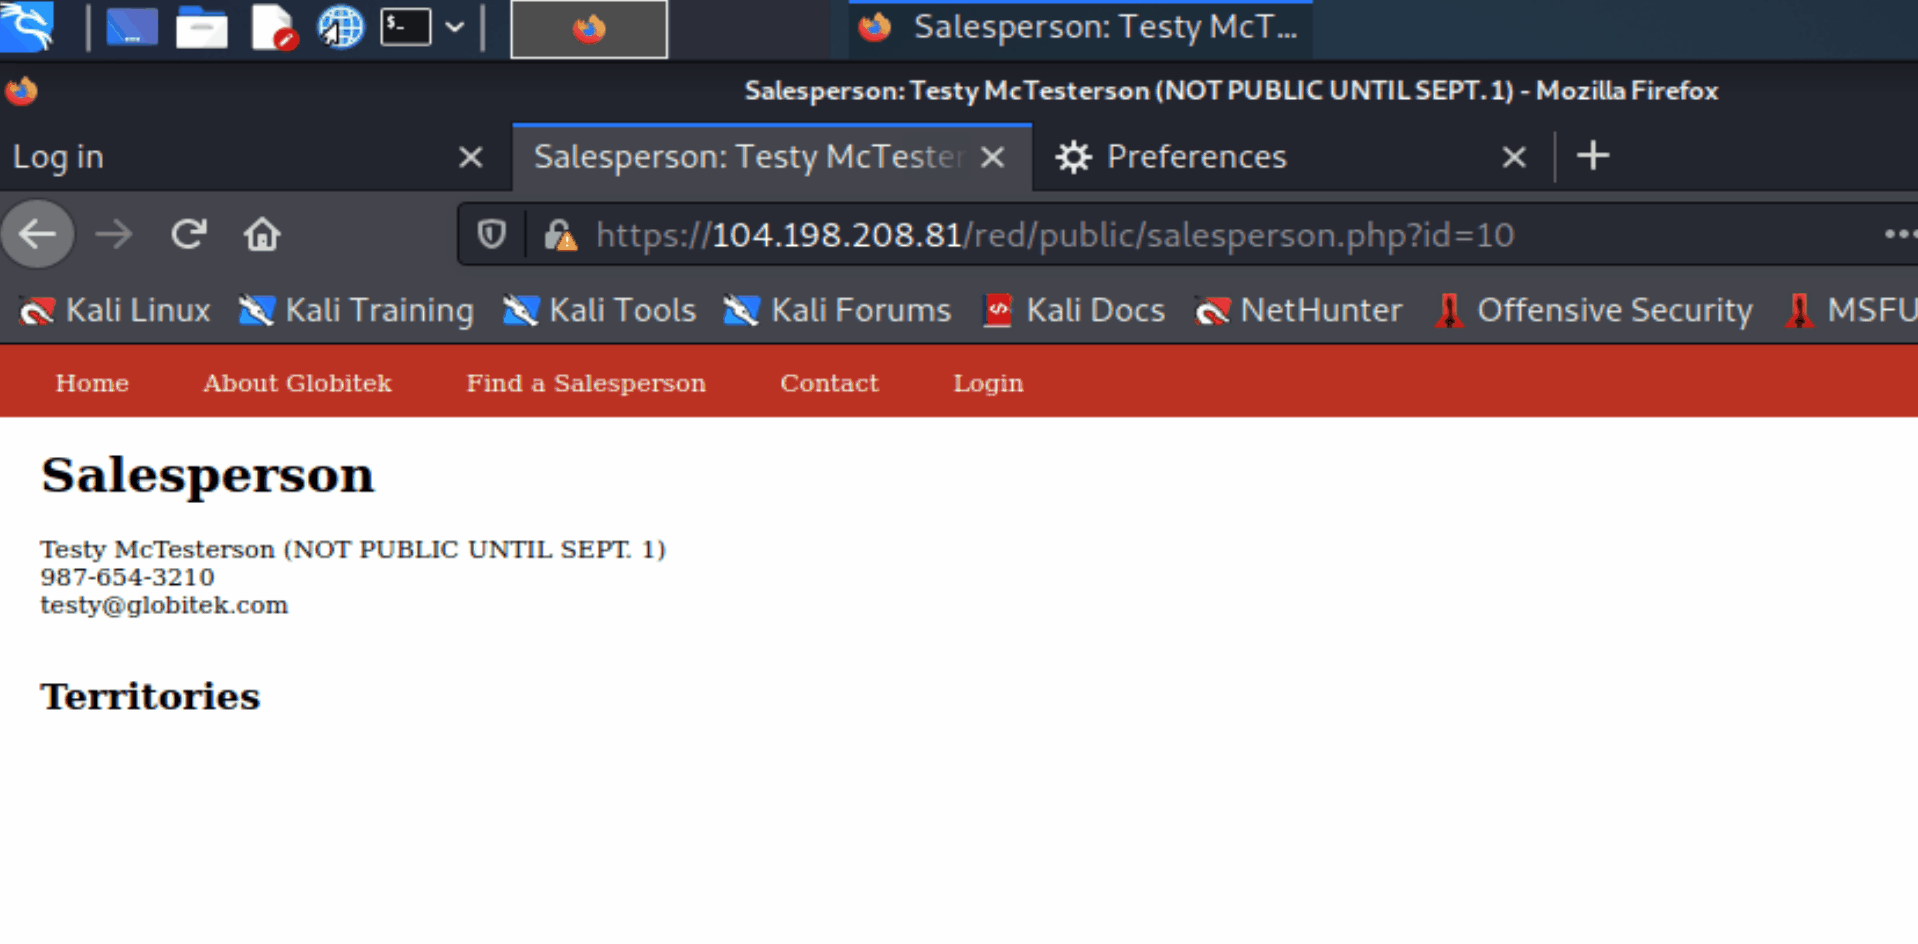 $-
Salesperson: Testy McT...
Salesperson: Testy McTesterson (NOT PUBLIC UNTIL SEPT. 1) - Mozilla Firefox
Log in
Salesperson: Testy McTester
Preferences
https://104.198.208.81/red/public/salesperson.php?id=10
Kali Linux Kali Training Kali Tools Kali Forums Kali Docs NetHunter Offensive Security MSFU
Home About Globitek Find a Salesperson Contact Login
Salesperson
Testy McTesterson (NOT PUBLIC UNTIL SEPT. 1)
987-654-3210
testy@globitek.com
Territories